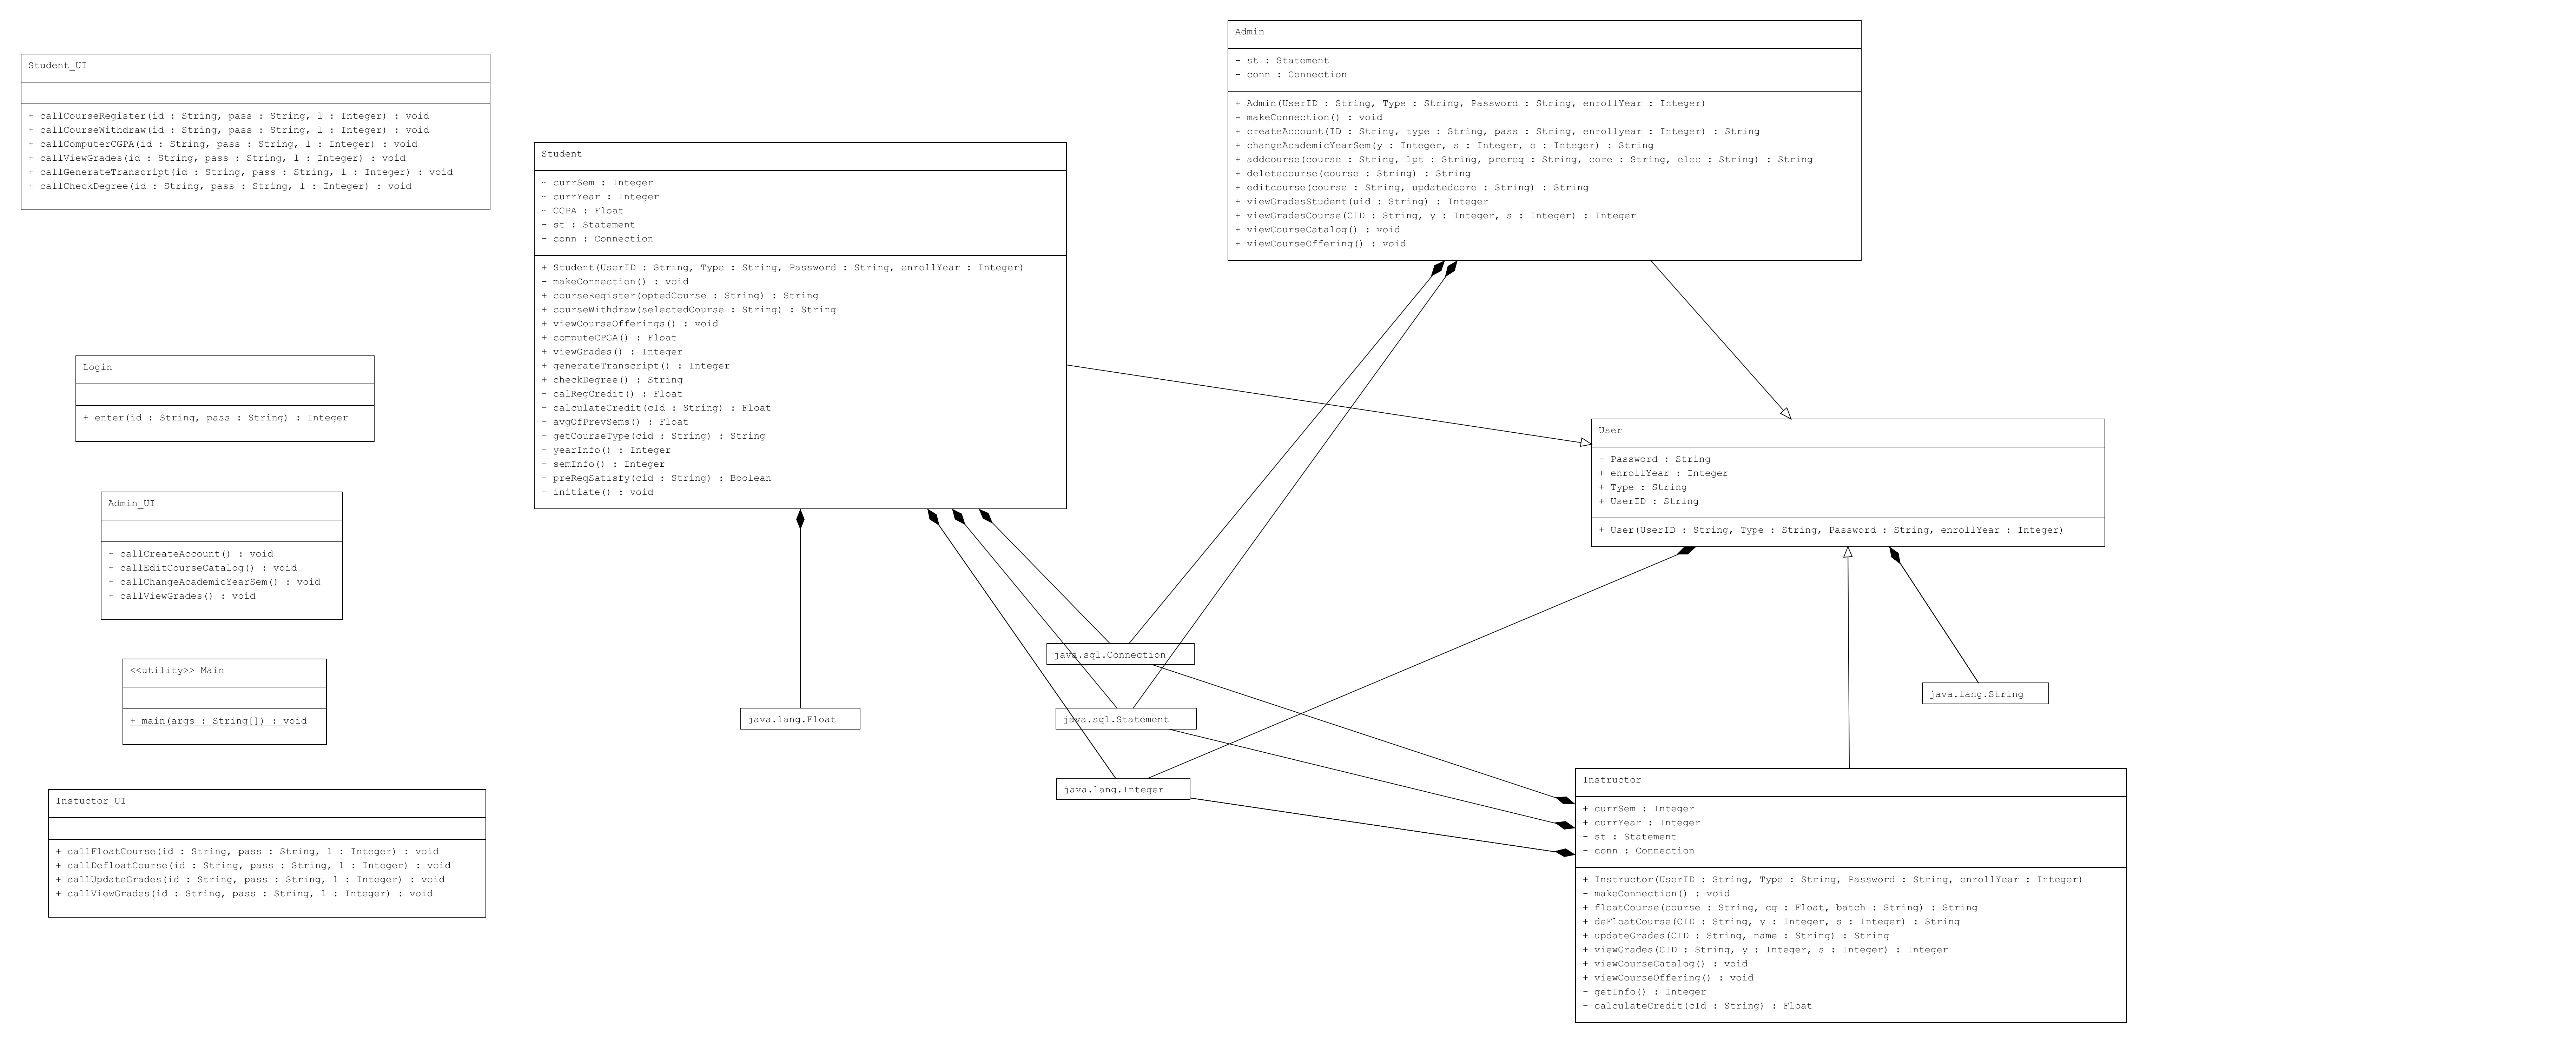 Student_UI
+ callCourseRegister(id : String, pass : String, l : Integer) : void
+ callCourseWithdraw(id : String, pass : String, l : Integer) : void
+ callComputerCGPA(id : String, pass : String, l : Integer) : void
+ callViewGrades(id : String, pass : String, l : Integer) : void
+ callGenerateTranscript(id : String, pass : String, l : Integer) : void
+ callCheckDegree(id : String, pass : String, l : Integer) : void
Login
+ enter(id : String, pass : String) : Integer
Admin_UI
+ callCreateAccount() : void
+ callEditCourseCatalog() : void
+ callChangeAcademicYearSem() : void
+ callViewGrades() : void
<<utility>> Main
+ main(args : String[]) : void
Instuctor_UI
+ callFloatCourse(id : String, pass : String, l : Integer) : void
+ callDefloatCourse(id : String, pass : String, l : Integer) : void
+ callUpdateGrades(id : String, pass : String, l : Integer) : void
+ callViewGrades(id : String, pass : String, l : Integer) : void
Student
~ currSem : Integer
~ currYear : Integer
~ CGPA : Float
- st : Statement
- conn : Connection
+ Student(UserID : String, Type : String, Password : String, enrollYear : Integer)
- makeConnection() : void
+ courseRegister(optedCourse : String) : String
+ courseWithdraw(selectedCourse : String) : String
+ viewCourseOfferings() : void
+ computeCPGA() : Float
+ viewGrades() : Integer
+ generateTranscript() : Integer
+ checkDegree() : String
- calRegCredit() : Float
- calculateCredit(cId : String) : Float
- avgOfPrevSems() : Float
- getCourseType(cid : String) : String
- yearInfo() : Integer
- semInfo() : Integer
- preReqSatisfy(cid : String) : Boolean
- initiate() : void
Admin
- st : Statement
- conn : Connection
+ Admin(UserID : String, Type : String, Password : String, enrollYear : Integer)
- makeConnection() : void
+ createAccount(ID : String, type : String, pass : String, enrollyear : Integer) : String
+ changeAcademicYearSem(y : Integer, s : Integer, o : Integer) : String
+ addcourse(course : String, lpt : String, prereq : String, core : String, elec : String) : String
+ deletecourse(course : String) : String
+ editcourse(course : String, updatedcore : String) : String
+ viewGradesStudent(uid : String) : Integer
+ viewGradesCourse(CID : String, y : Integer, s : Integer) : Integer
+ viewCourseCatalog() : void
+ viewCourseOffering() : void
User
- Password : String
+ enrollYear : Integer
+ Type : String
+ UserID : String
+ User(UserID : String, Type : String, Password : String, enrollYear : Integer)
java.sql.Connection
java.lang.String
java.lang.Float
java.sql.Statement
java.lang.Integer
Instructor
+ currSem : Integer
+ currYear : Integer
- st : Statement
- conn : Connection
+ Instructor(UserID : String, Type : String, Password : String, enrollYear : Integer)
- makeConnection() : void
+ floatCourse(course : String, cg : Float, batch : String) : String
+ deFloatCourse(CID : String, y : Integer, s : Integer) : String
+ updateGrades(CID : String, name : String) : String
+ viewGrades(CID : String, y : Integer, s : Integer) : Integer
+ viewCourseCatalog() : void
+ viewCourseOffering() : void
- getInfo() : Integer
- calculateCredit(cId : String) : Float